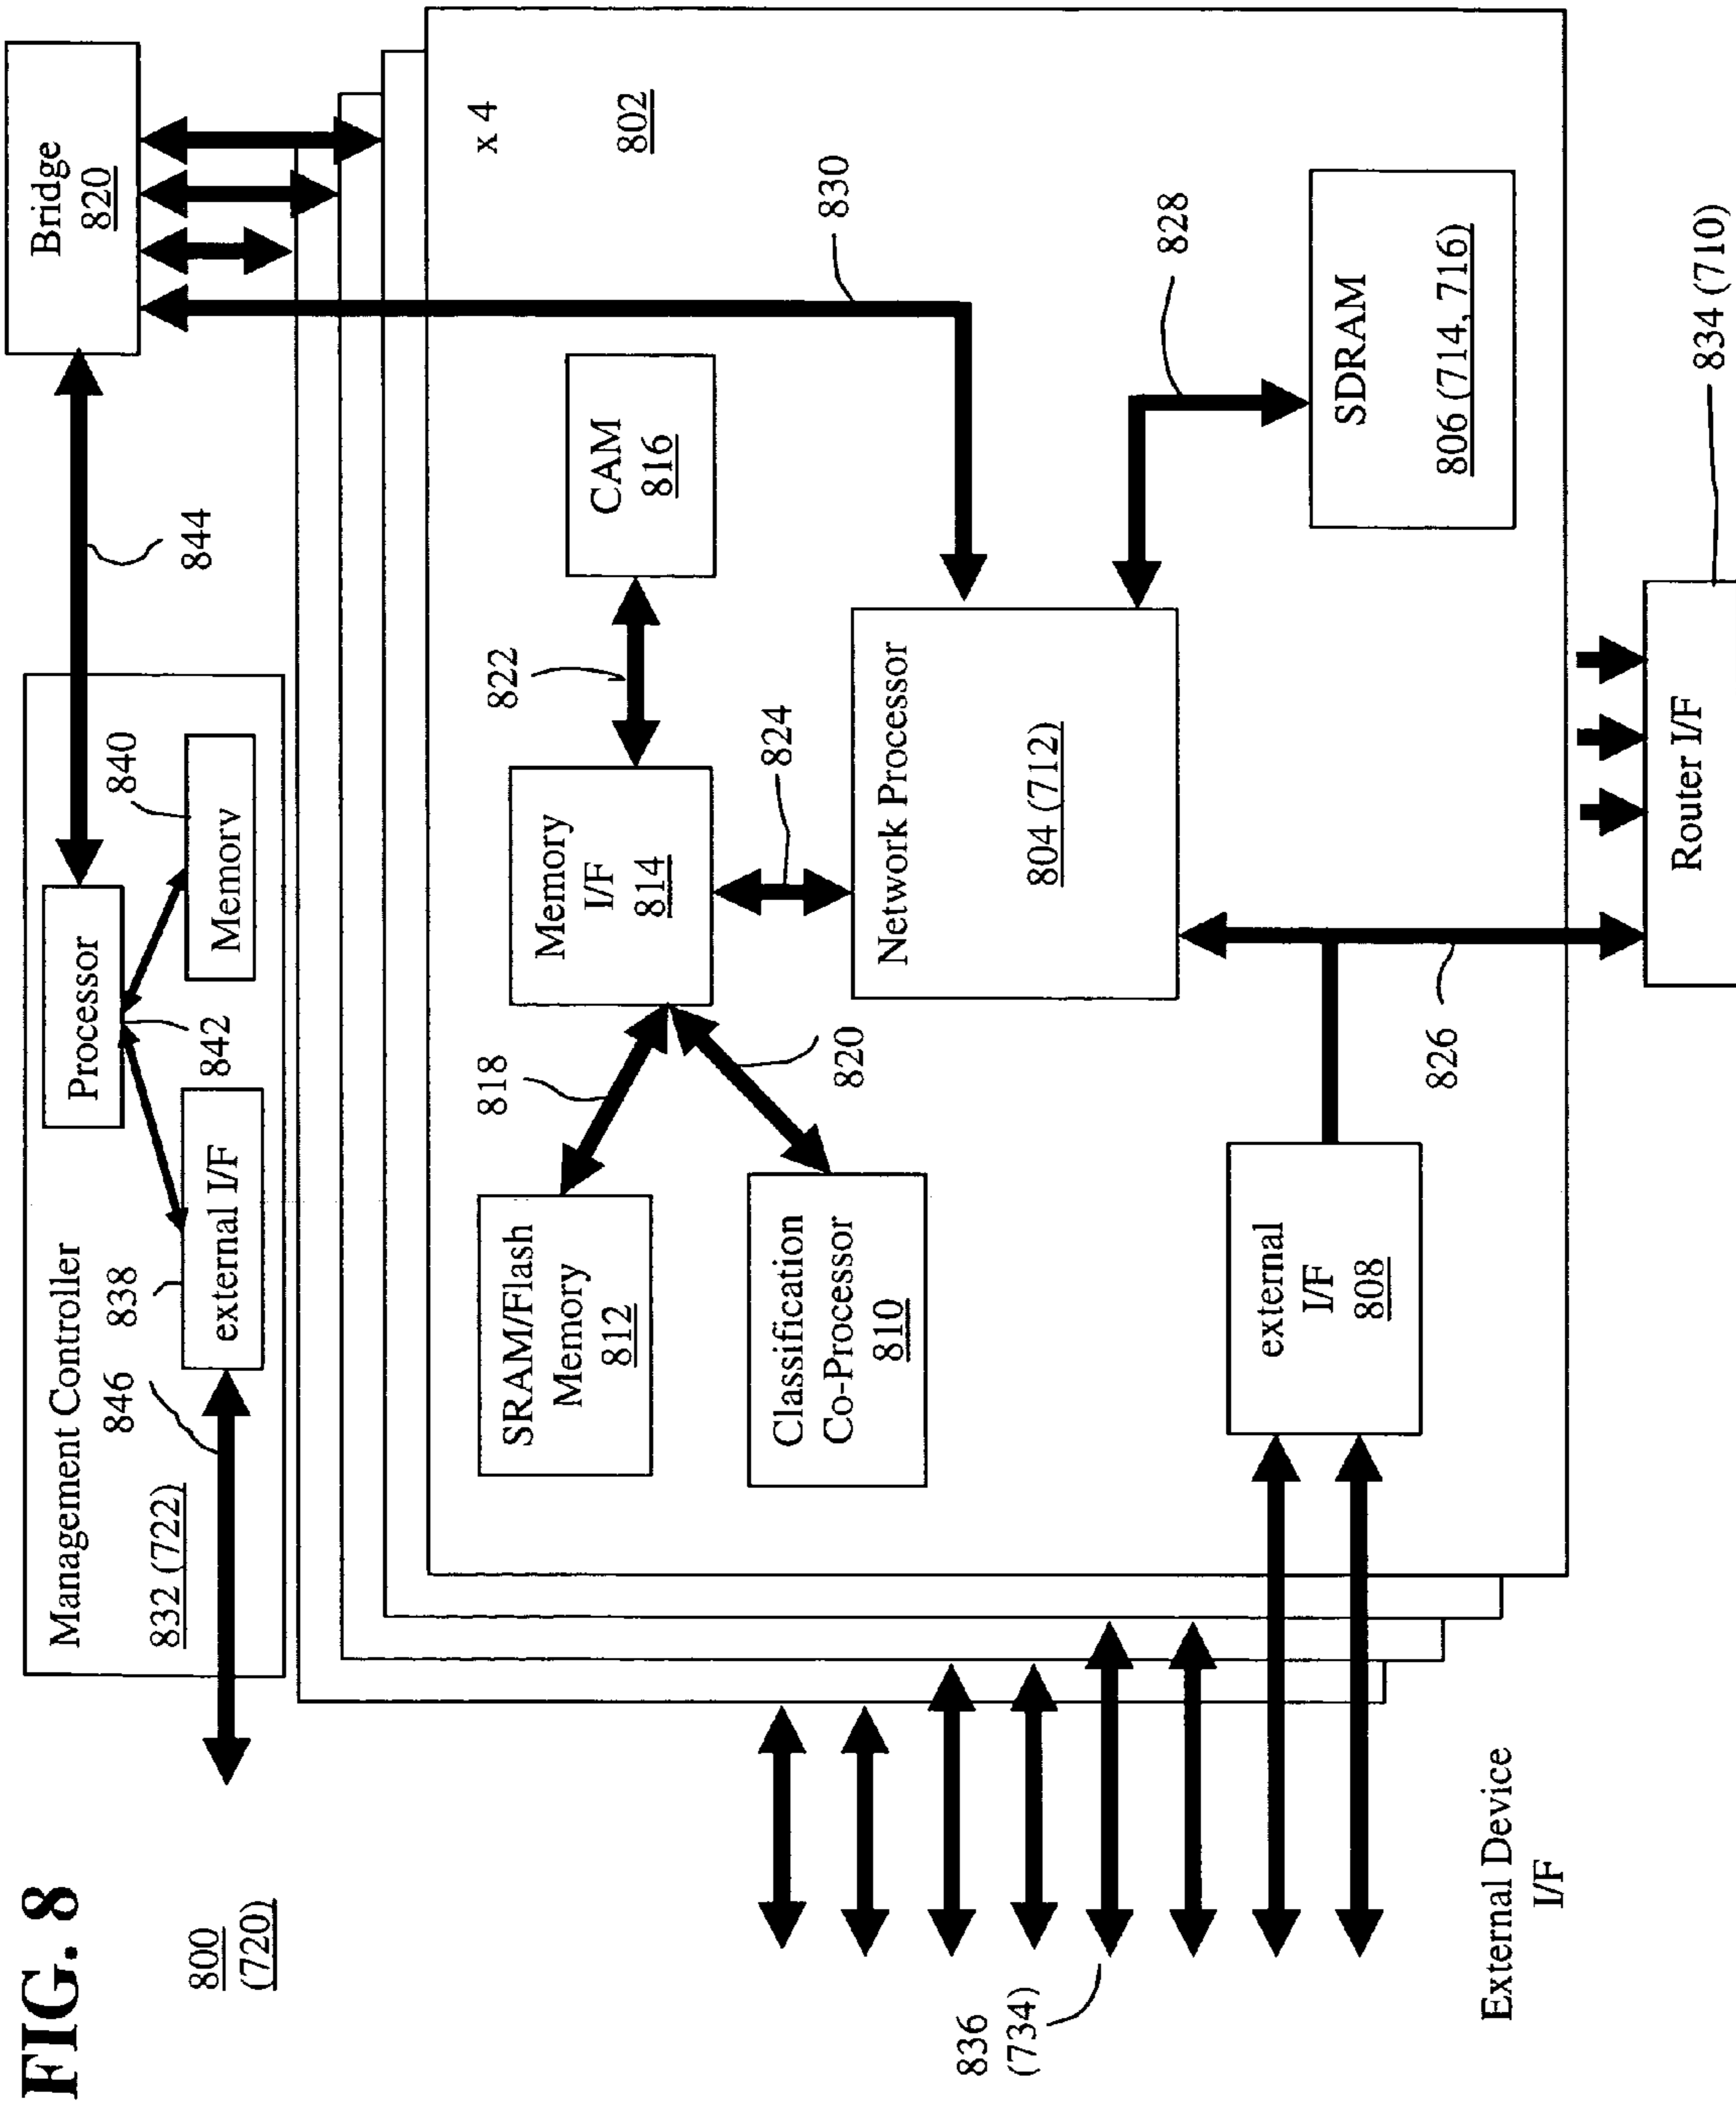 FIG. 8
800
(720)
Management Controller
832 (722)
846
838
external I/F
Processor
842
840
Memory
844
Bridge
820
x 4
802
SRAM/Flash
Memory
812
818
Classification
Co-Processor
810
820
Memory
I/F
814
822
CAM
816
824
830
Network Processor
804 (712)
828
SDRAM
806 (714, 716)
external
I/F
808
826
836
(734)
External Device
I/F
Router I/F
834 (710)